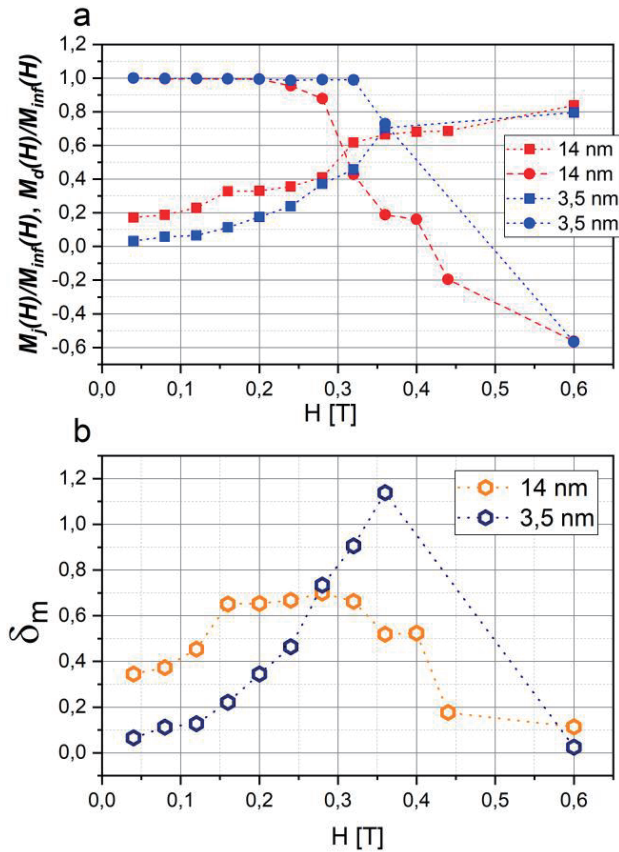 a
M_j(H)/M_inf(H), M_d(H)/M_inf(H)
1,2
1,0
0,8
0,6
0,4
0,2
0,0
-0,2
-0,4
-0,6
14 nm
14 nm
3,5 nm
3,5 nm
0,0 0,1 0,2 0,3 0,4 0,5 0,6
H [T]
b
δm
1,2
1,0
0,8
0,6
0,4
0,2
0,0
14 nm
3,5 nm
0,0 0,1 0,2 0,3 0,4 0,5 0,6
H [T]